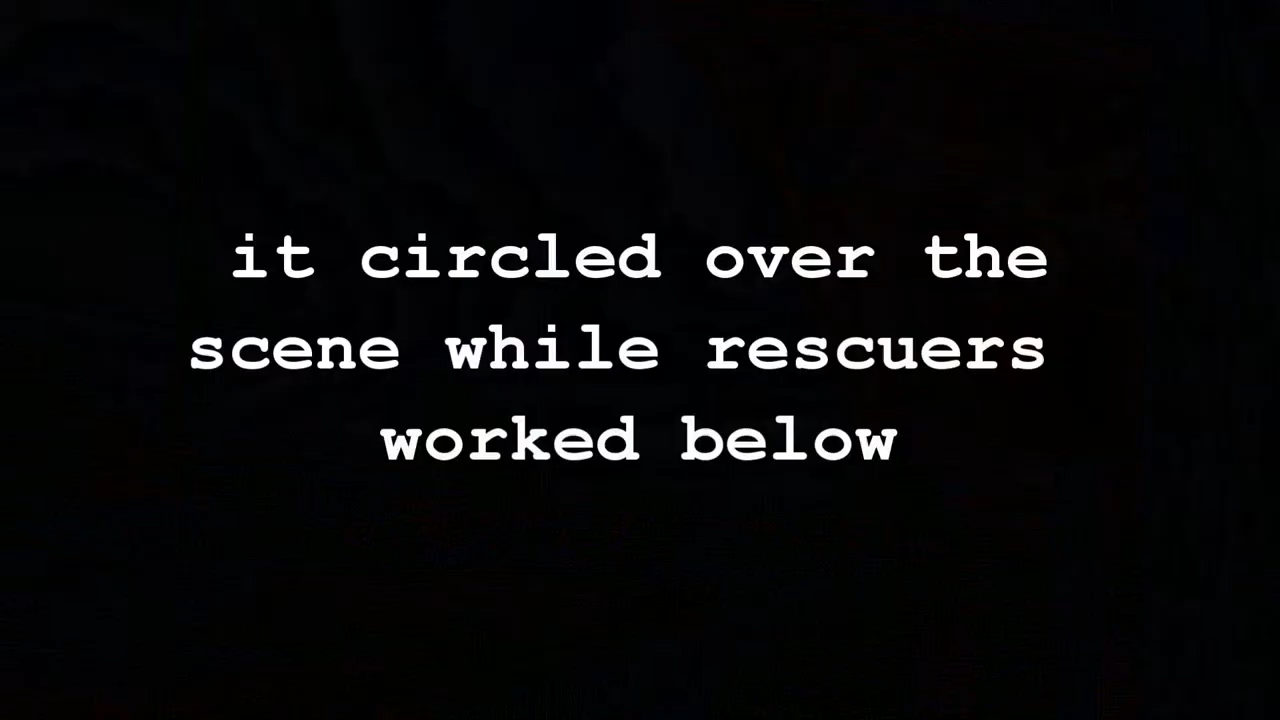 it circled over the
scene while rescuers
worked below